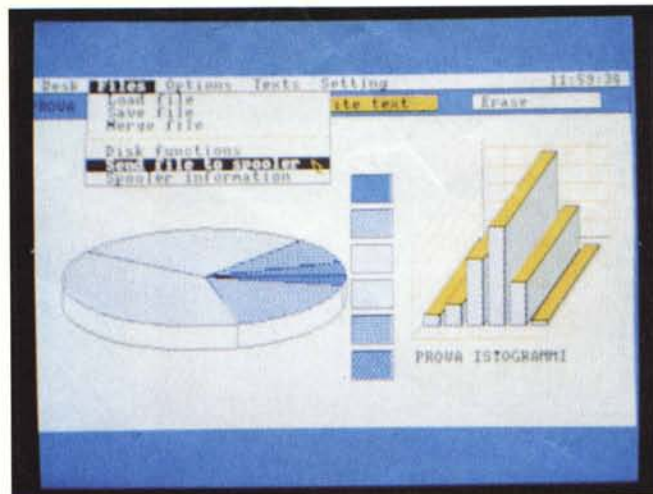 Desk Files Options Texts Setting 11:59:36
PROVA ite text Erase
Load file
Save file
Merge file
Disk functions
Send file to spooler
Spooler information
PROVA ISTOGRAMMI